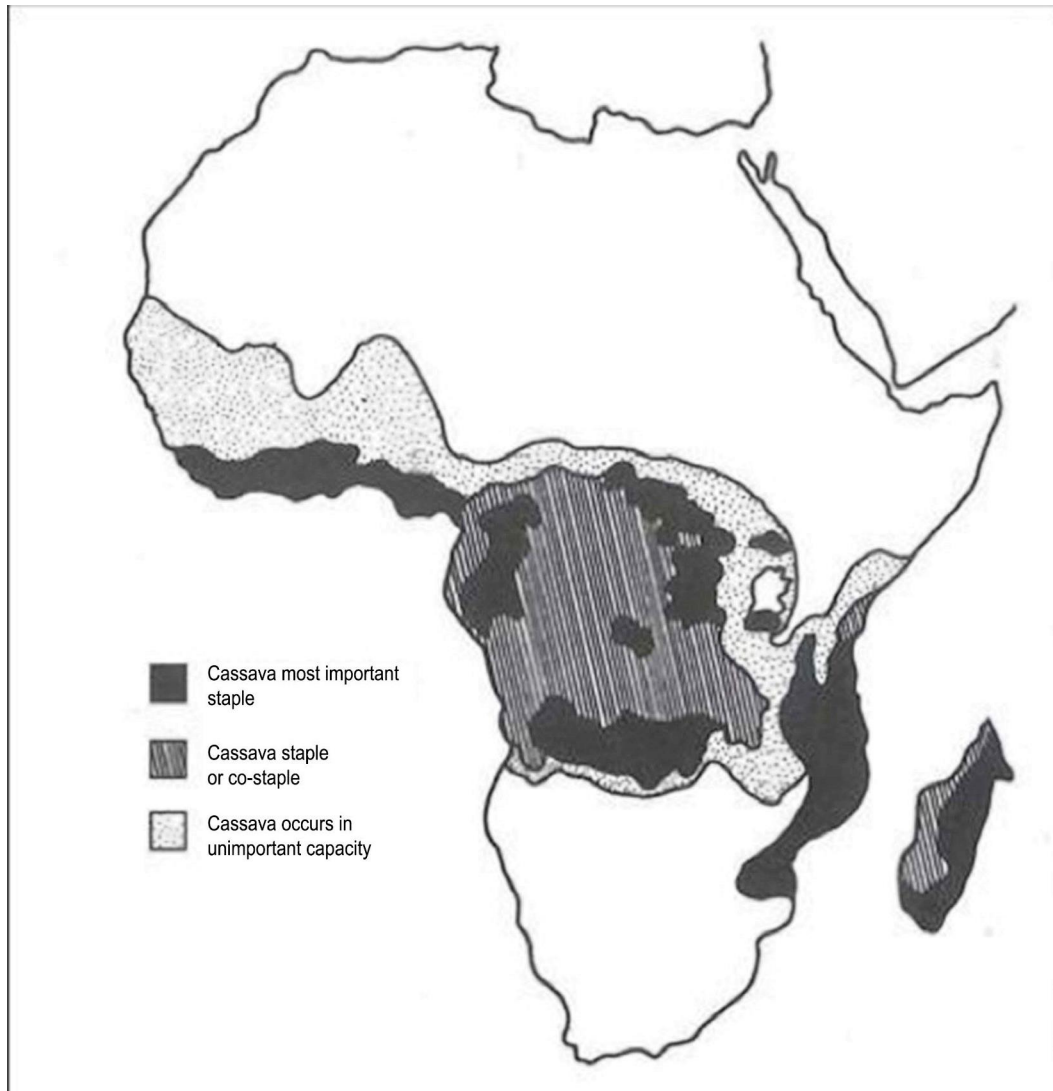 Cassava most important
staple
Cassava staple
or co-staple
Cassava occurs in
unimportant capacity